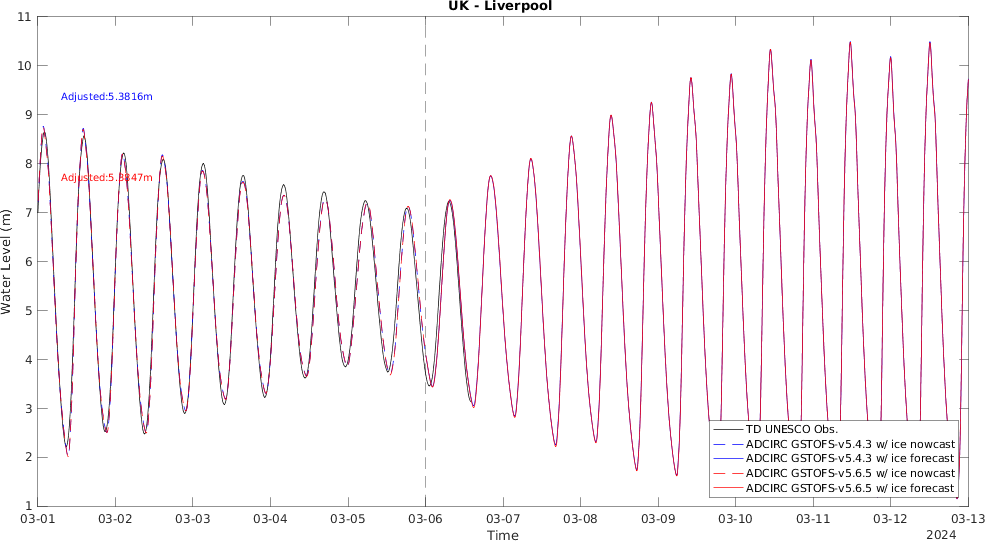 UK - Liverpool
11
10
9
8
7
6
5
4
3
2
1
Water Level (m)
Adjusted:5.3816m
Adjusted:5.3847m
TD UNESCO Obs.
ADCIRC GSTOFS-v5.4.3 w/ ice nowcast
ADCIRC GSTOFS-v5.4.3 w/ ice forecast
ADCIRC GSTOFS-v5.6.5 w/ ice nowcast
ADCIRC GSTOFS-v5.6.5 w/ ice forecast
03-01 03-02 03-03 03-04 03-05 03-06 03-07 03-08 03-09 03-10 03-11 03-12 03-13
Time
2024